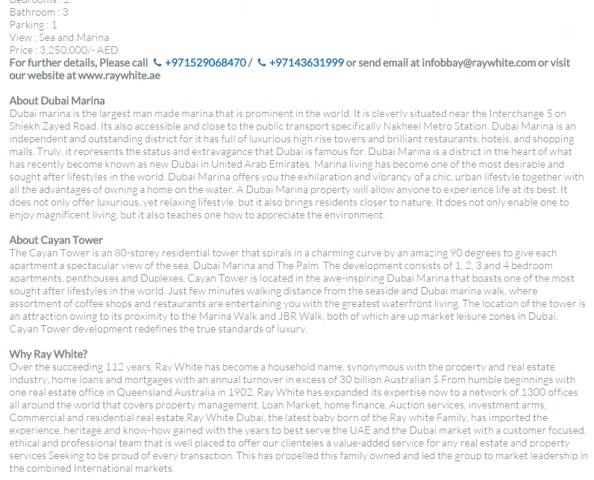 Bedrooms : 2
Bathroom : 3
Parking : 1
View : Sea and Marina
Price : 3,250,000/- AED
For further details, Please call +971529068470 / +97143631999 or send email at infobbay@raywhite.com or visit
our website at www.raywhite.ae
About Dubai Marina
Dubai marina is the largest man made marina that is prominent in the world. It is cleverly situated near the Interchange 5 on
Shiekh Zayed Road. Its also accessible and close to the public transport specifically Nakheel Metro Station. Dubai Marina is an
independent and outstanding district for it has full of luxurious high rise towers and brilliant restaurants, hotels, and shopping
malls. Truly, it represents the status and extravagance that Dubai is famous for. Dubai Marina is a district in the heart of what
has recently become known as new Dubai in United Arab Emirates. Marina living has become one of the most desirable and
sought after lifestyles in the world. Dubai Marina offers you the exhilaration and vibrancy of a chic, urban lifestyle together with
all the advantages of owning a home on the water. A Dubai Marina property will allow anyone to experience life at its best. It
does not only offer luxurious, yet relaxing lifestyle, but it also brings residents closer to nature. It does not only enable one to
enjoy magnificent living, but it also teaches one how to appreciate the environment.
About Cayan Tower
The Cayan Tower is an 80-storey residential tower that spirals in a charming curve by an amazing 90 degrees to give each
apartment a spectacular view of the sea, Dubai Marina and The Palm. The development consists of 1, 2, 3 and 4 bedroom
apartments, penthouses and Duplexes. Cayan Tower is located in the awe-inspiring Dubai Marina that boasts one of the most
sought after lifestyles in the world. Just few minutes walking distance from the seaside and Dubai marina walk, where
assortment of coffee shops and restaurants are entertaining you with the greatest waterfront living. The location of the tower is
an attraction owing to its proximity to the Marina Walk and JBR Walk, both of which are up market leisure zones in Dubai.
Cayan Tower development redefines the true standards of luxury.
Why Ray White?
Over the succeeding 112 years, Ray White has become a household name, synonymous with the property and real estate
industry, home loans and mortgages with an annual turnover in excess of 30 billion Australian $.From humble beginnings with
one real estate office in Queensland Australia in 1902, Ray White has expanded its expertise now to a network of 1300 offices
all around the world that covers property management, Loan Market, home finance, Auction services, investment arms,
Commercial and residential real estate.Ray White Dubai, the latest baby born of the Ray white Family, has imported the
experience, heritage and know-how gained with the years to best serve the UAE and the Dubai market with a customer focused,
ethical and professional team that is well placed to offer our clienteles a value-added service for any real estate and property
services Seeking to be proud of every transaction. This has propelled this family owned and led the group to market leadership in
the combined International markets.